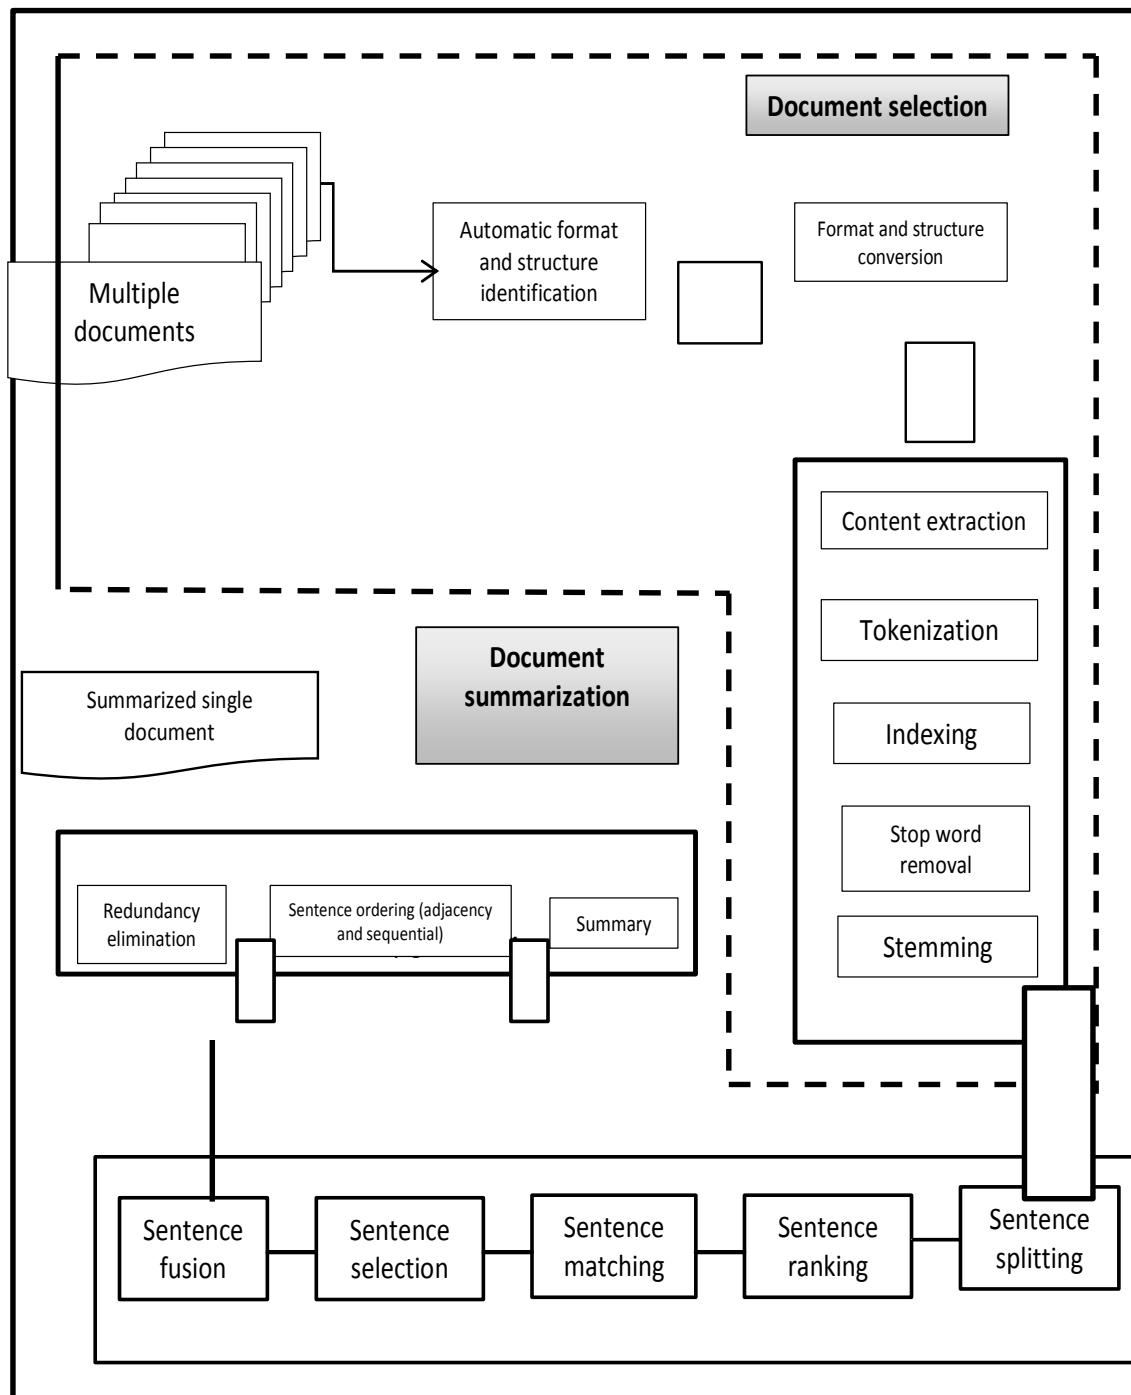 Document selection
Multiple
documents
Automatic format
and structure
identification
Format and structure
conversion
Content extraction
Tokenization
Indexing
Stop word
removal
Stemming
Document
summarization
Summarized single
document
Redundancy
elimination
Sentence ordering (adjacency
and sequential)
Summary
Sentence
fusion
Sentence
selection
Sentence
matching
Sentence
ranking
Sentence
splitting